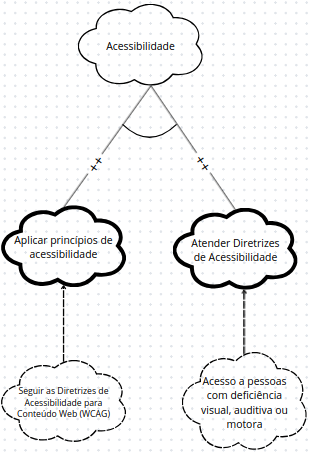 Acessibilidade
++
++
Aplicar princípios de
acessibilidade
Atender Diretrizes
de Acessibilidade
Seguir as Diretrizes de
Acessibilidade para
Conteúdo Web (WCAG)
Acesso a pessoas
com deficiência
visual, auditiva ou
motora